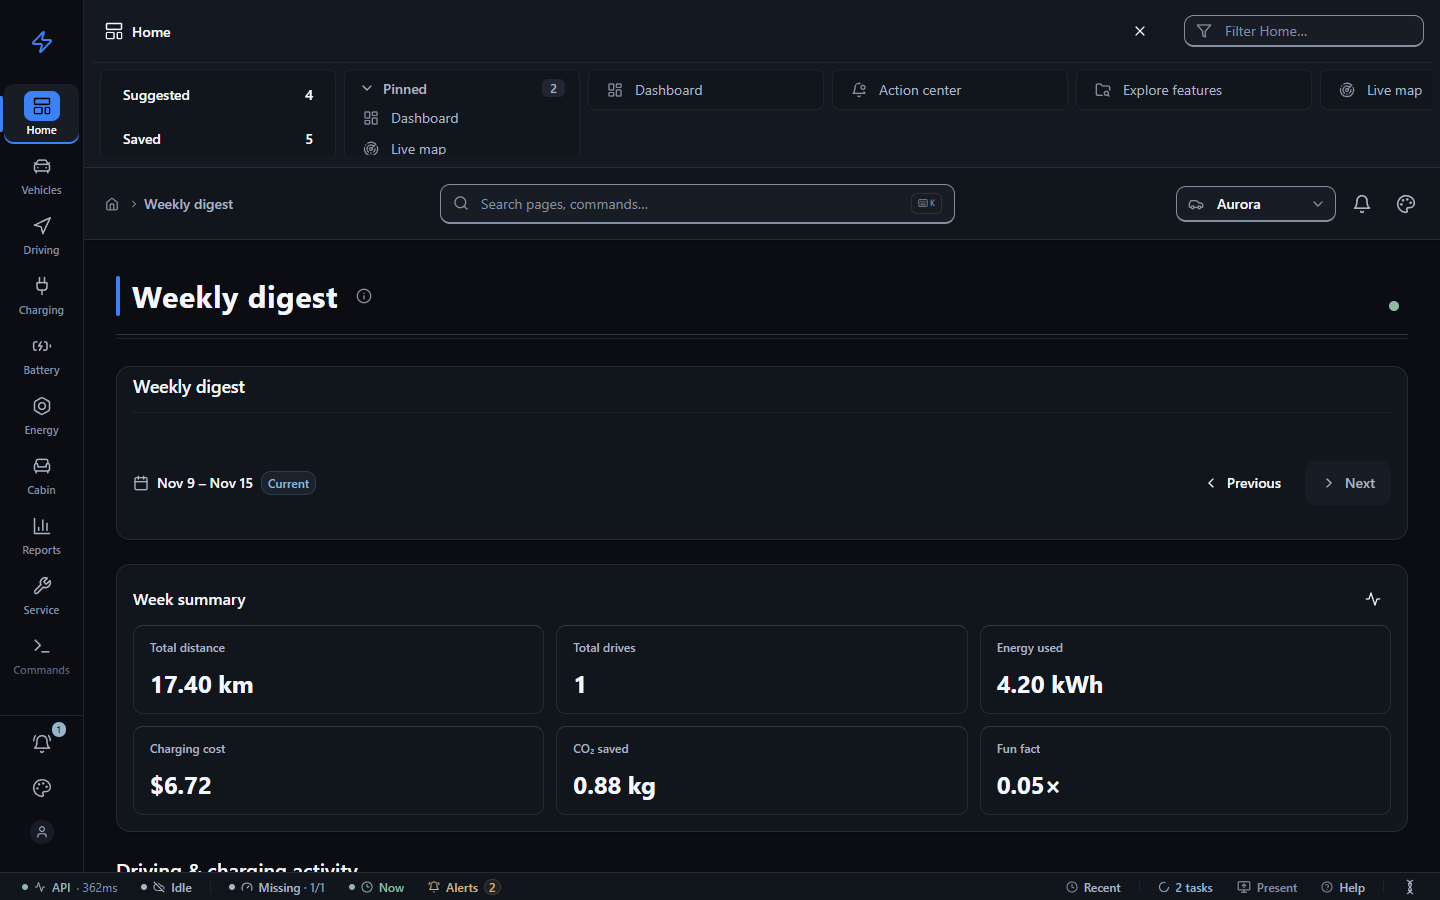 Home
Vehicles
Driving
Charging
Battery
Energy
Cabin
Reports
Service
Commands
1
Home
Filter Home...
Suggested 4
Saved 5
Pinned 2
Dashboard
Live map
Dashboard
Action center
Explore features
Live map
Weekly digest
Search pages, commands...
K
Aurora
Weekly digest
Weekly digest
Nov 9 – Nov 15 Current
Previous
Next
Week summary
Total distance
17.40 km
Total drives
1
Energy used
4.20 kWh
Charging cost
$6.72
CO₂ saved
0.88 kg
Fun fact
0.05×
Driving & charging activity
API · 362ms
Idle
Missing · 1/1
Now
Alerts 2
Recent
2 tasks
Present
Help